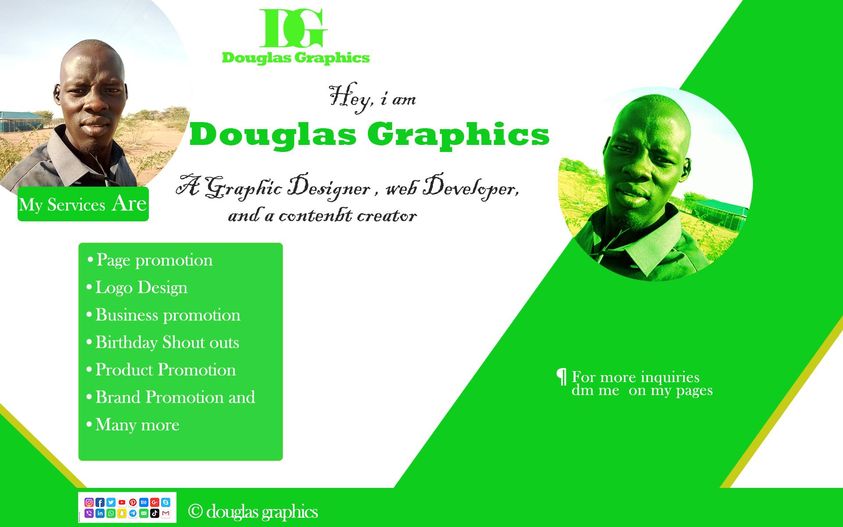 DG
Douglas Graphics
Hey, i am
Douglas Graphics
A Graphic Designer , web Developer,
and a contenbt creator
My Services Are
• Page promotion
• Logo Design
• Business promotion
• Birthday Shout outs
• Product Promotion
• Brand Promotion and
• Many more
¶ For more inquiries
dm me on my pages
© douglas graphics